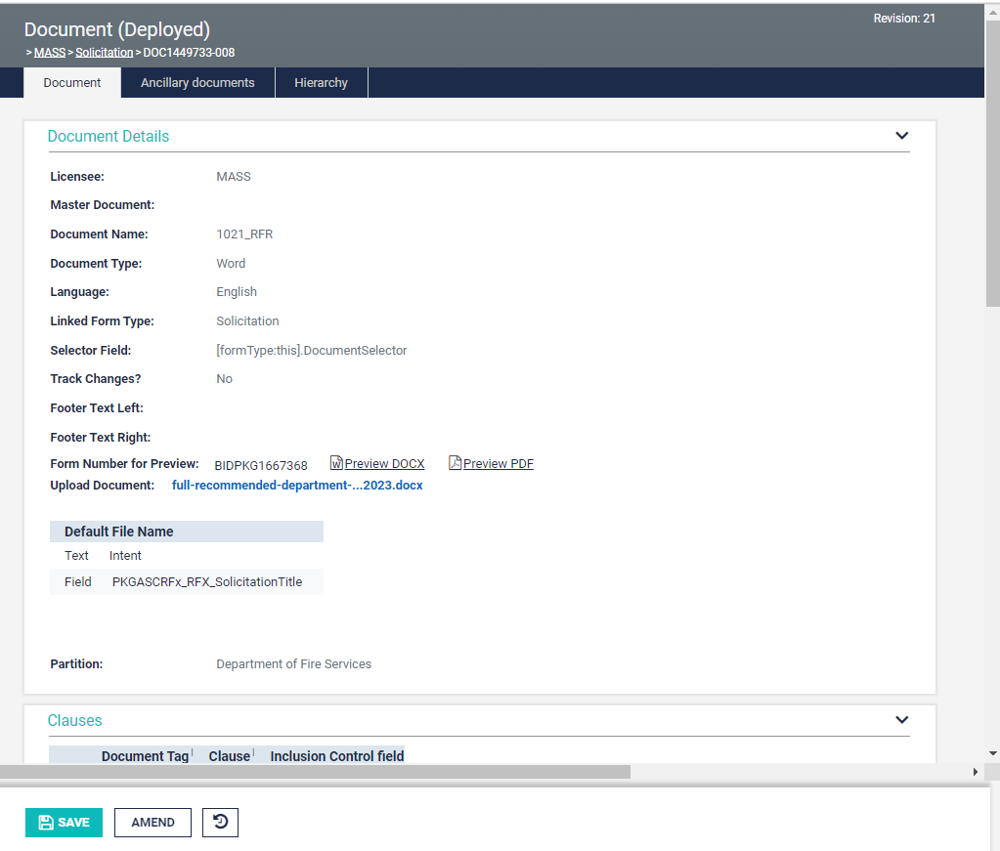 Document (Deployed)
Revision: 21
> MASS > Solicitation > DOC1449733-008
Document
Ancillary documents
Hierarchy
Document Details
Licensee: MASS
Master Document:
Document Name: 1021_RFR
Document Type: Word
Language: English
Linked Form Type: Solicitation
Selector Field: [formType:this].DocumentSelector
Track Changes? No
Footer Text Left:
Footer Text Right:
Form Number for Preview: BIDPKG1667368 Preview DOCX Preview PDF
Upload Document: full-recommended-department-...2023.docx
Default File Name
Text Intent
Field PKGASCRFx_RFX_SolicitationTitle
Partition: Department of Fire Services
Clauses
Document Tag Clause Inclusion Control field
SAVE
AMEND